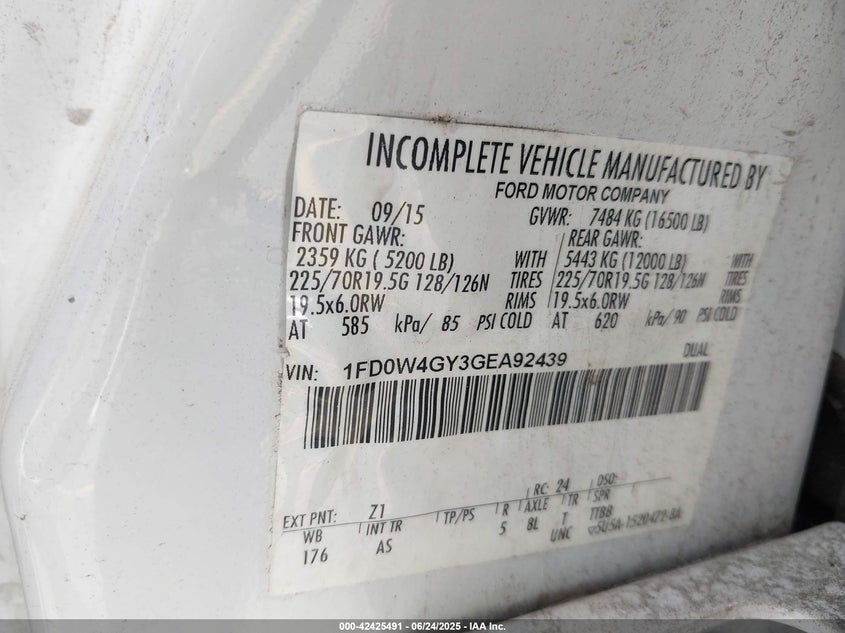 INCOMPLETE VEHICLE MANUFACTURED BY
FORD MOTOR COMPANY
DATE: 09/15 GVWR: 7484 KG (16500 LB)
FRONT GAWR: REAR GAWR:
2359 KG ( 5200 LB) WITH 5443 KG (12000 LB) WITH
225/70R19.5G 128/126N TIRES 225/70R19.5G 128/126N TIRES
19.5x6.0RW RIMS 19.5x6.0RW RIMS
AT 585 kPa/ 85 PSI COLD AT 620 kPa/ 90 PSI COLD
VIN: 1FD0W4GY3GEA92439 DUAL
EXT PNT: Z1 RC: 24 DSO:
WB INT TR TP/PS R AXLE TR SPR
176 AS 5 8L T TTBB
UNC 5U5A-1520472-BA
000-42425491 - 06/24/2025 - © IAA Inc.